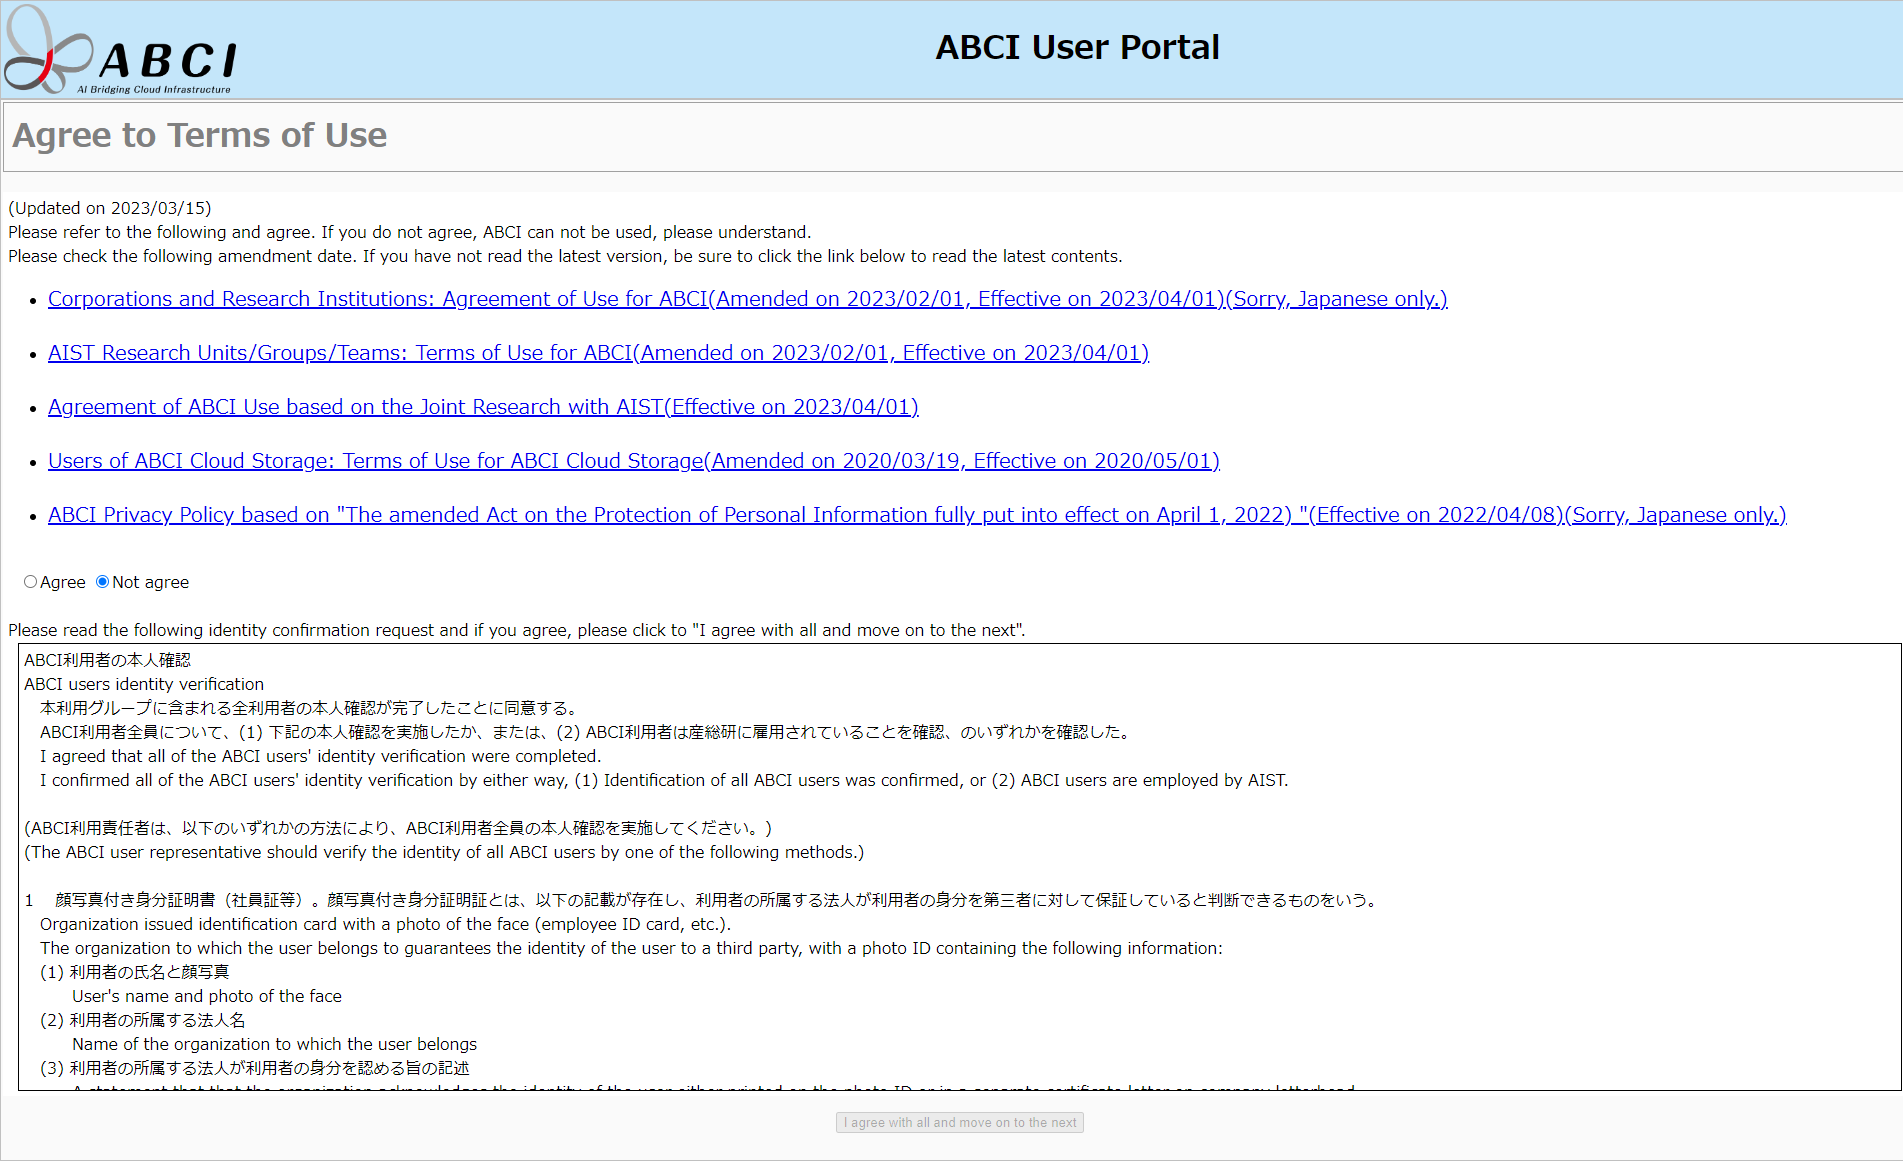 ABCI
AI Bridging Cloud Infrastructure
ABCI User Portal
Agree to Terms of Use
(Updated on 2023/03/15)
Please refer to the following and agree. If you do not agree, ABCI can not be used, please understand.
Please check the following amendment date. If you have not read the latest version, be sure to click the link below to read the latest contents.
• Corporations and Research Institutions: Agreement of Use for ABCI(Amended on 2023/02/01, Effective on 2023/04/01)(Sorry, Japanese only.)
• AIST Research Units/Groups/Teams: Terms of Use for ABCI(Amended on 2023/02/01, Effective on 2023/04/01)
• Agreement of ABCI Use based on the Joint Research with AIST(Effective on 2023/04/01)
• Users of ABCI Cloud Storage: Terms of Use for ABCI Cloud Storage(Amended on 2020/03/19, Effective on 2020/05/01)
• ABCI Privacy Policy based on "The amended Act on the Protection of Personal Information fully put into effect on April 1, 2022) "(Effective on 2022/04/08)(Sorry, Japanese only.)
Agree Not agree
Please read the following identity confirmation request and if you agree, please click to "I agree with all and move on to the next".
ABCI利用者の本人確認
ABCI users identity verification
本利用グループに含まれる全利用者の本人確認が完了したことに同意する。
ABCI利用者全員について、(1) 下記の本人確認を実施したか、または、(2) ABCI利用者は産総研に雇用されていることを確認、のいずれかを確認した。
I agreed that all of the ABCI users' identity verification were completed.
I confirmed all of the ABCI users' identity verification by either way, (1) Identification of all ABCI users was confirmed, or (2) ABCI users are employed by AIST.
(ABCI利用責任者は、以下のいずれかの方法により、ABCI利用者全員の本人確認を実施してください。)
(The ABCI user representative should verify the identity of all ABCI users by one of the following methods.)
1　顔写真付き身分証明書（社員証等）。顔写真付き身分証明証とは、以下の記載が存在し、利用者の所属する法人が利用者の身分を第三者に対して保証していると判断できるものをいう。
Organization issued identification card with a photo of the face (employee ID card, etc.).
The organization to which the user belongs to guarantees the identity of the user to a third party, with a photo ID containing the following information:
(1) 利用者の氏名と顔写真
User's name and photo of the face
(2) 利用者の所属する法人名
Name of the organization to which the user belongs
(3) 利用者の所属する法人が利用者の身分を認める旨の記述
A statement that that the organization acknowledges the identity of the user either printed on the photo ID or in a separate certificate letter on company letterhead
I agree with all and move on to the next